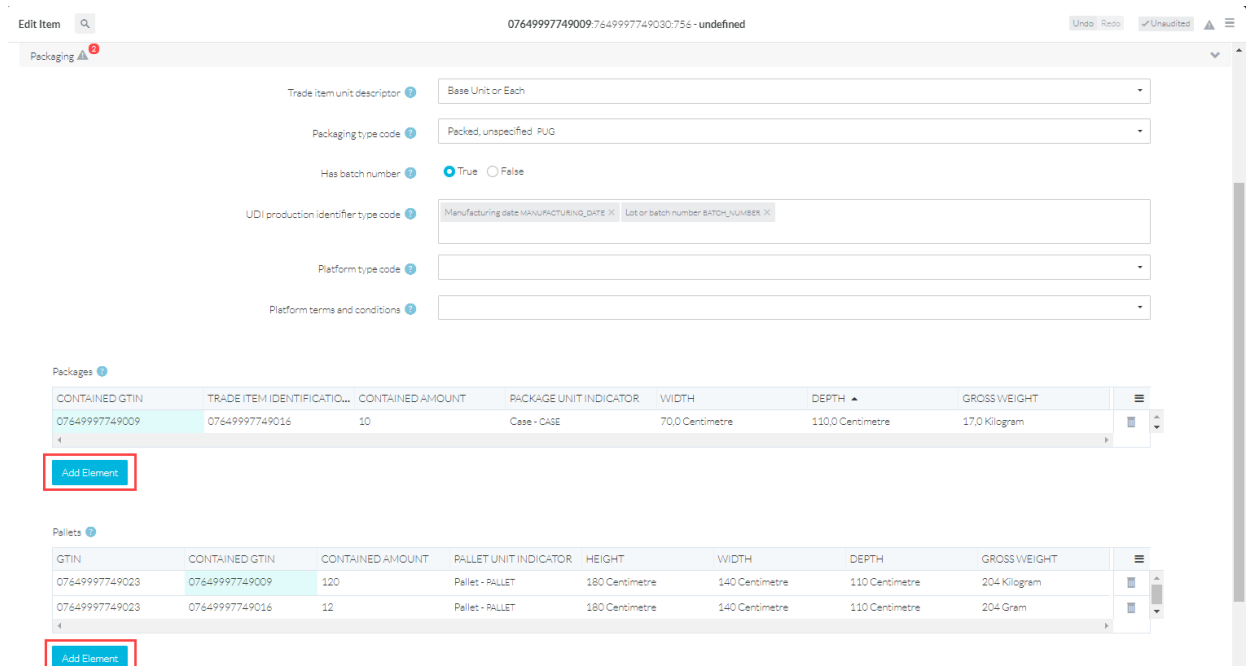 Edit Item 07649997749009:7649997749030:756 - undefined Undo Redo ✓Unaudited
Packaging 2
Trade item unit descriptor ? Base Unit or Each
Packaging type code ? Packed, unspecified PUG
Has batch number ? True False
UDI production identifier type code ? Manufacturing date MANUFACTURING_DATE × Lot or batch number BATCH_NUMBER ×
Platform type code ?
Platform terms and conditions ?
Packages ?
CONTAINED GTIN TRADE ITEM IDENTIFICATIO... CONTAINED AMOUNT PACKAGE UNIT INDICATOR WIDTH DEPTH GROSS WEIGHT
07649997749009 07649997749016 10 Case - CASE 70,0 Centimetre 110,0 Centimetre 17,0 Kilogram
Add Element
Pallets ?
GTIN CONTAINED GTIN CONTAINED AMOUNT PALLET UNIT INDICATOR HEIGHT WIDTH DEPTH GROSS WEIGHT
07649997749023 07649997749009 120 Pallet - PALLET 180 Centimetre 140 Centimetre 110 Centimetre 204 Kilogram
07649997749023 07649997749016 12 Pallet - PALLET 180 Centimetre 140 Centimetre 110 Centimetre 204 Gram
Add Element